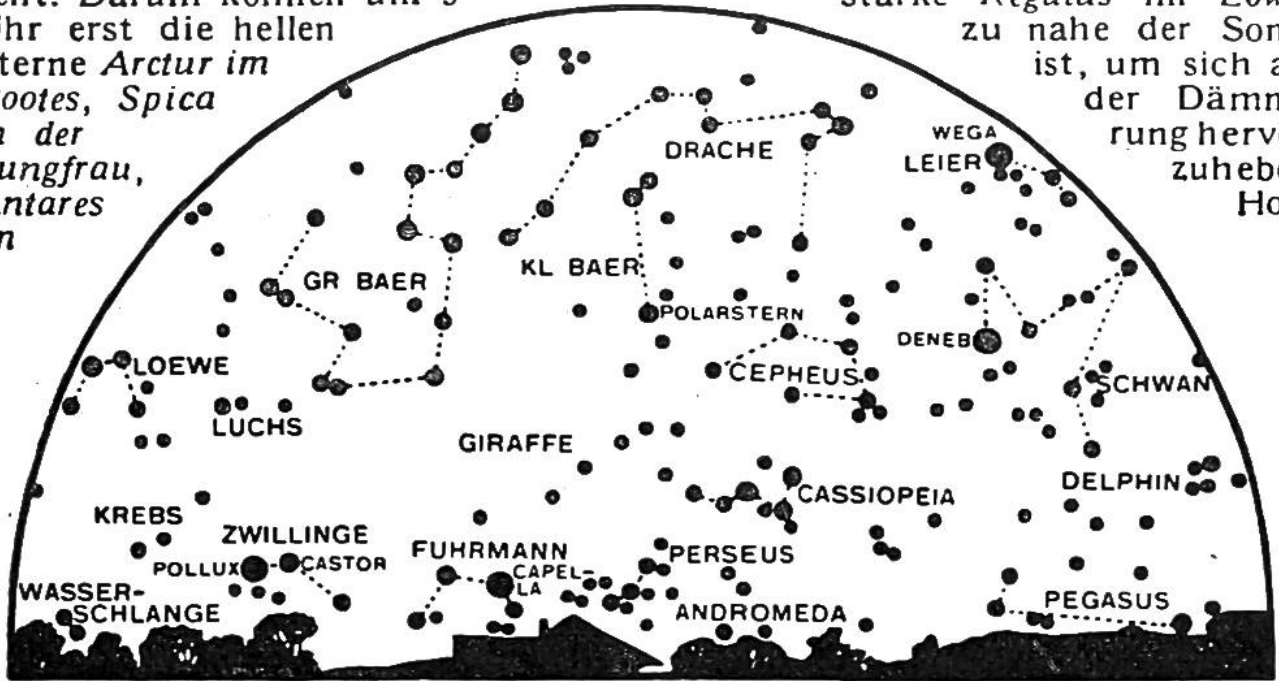 Uhr erst die hellen
terne Arctur im
ootes, Spica
der
ungfrau,
ntares
n
zu nahe der Son
ist, um sich a
der Dämm
rung herv
zuheb
Ho
DRACHE
WEGA
LEIER
GR BAER
KL BAER
POLARSTERN
DENEB
LOEWE
CEPHEUS
SCHWAN
LUCHS
GIRAFFE
DELPHIN
CASSIOPEIA
KREBS
ZWILLINGE
POLLUX
CASTOR
FUHRMANN
CAPEL-
LA
PERSEUS
WASSER-
SCHLANGE
ANDROMEDA
PEGASUS